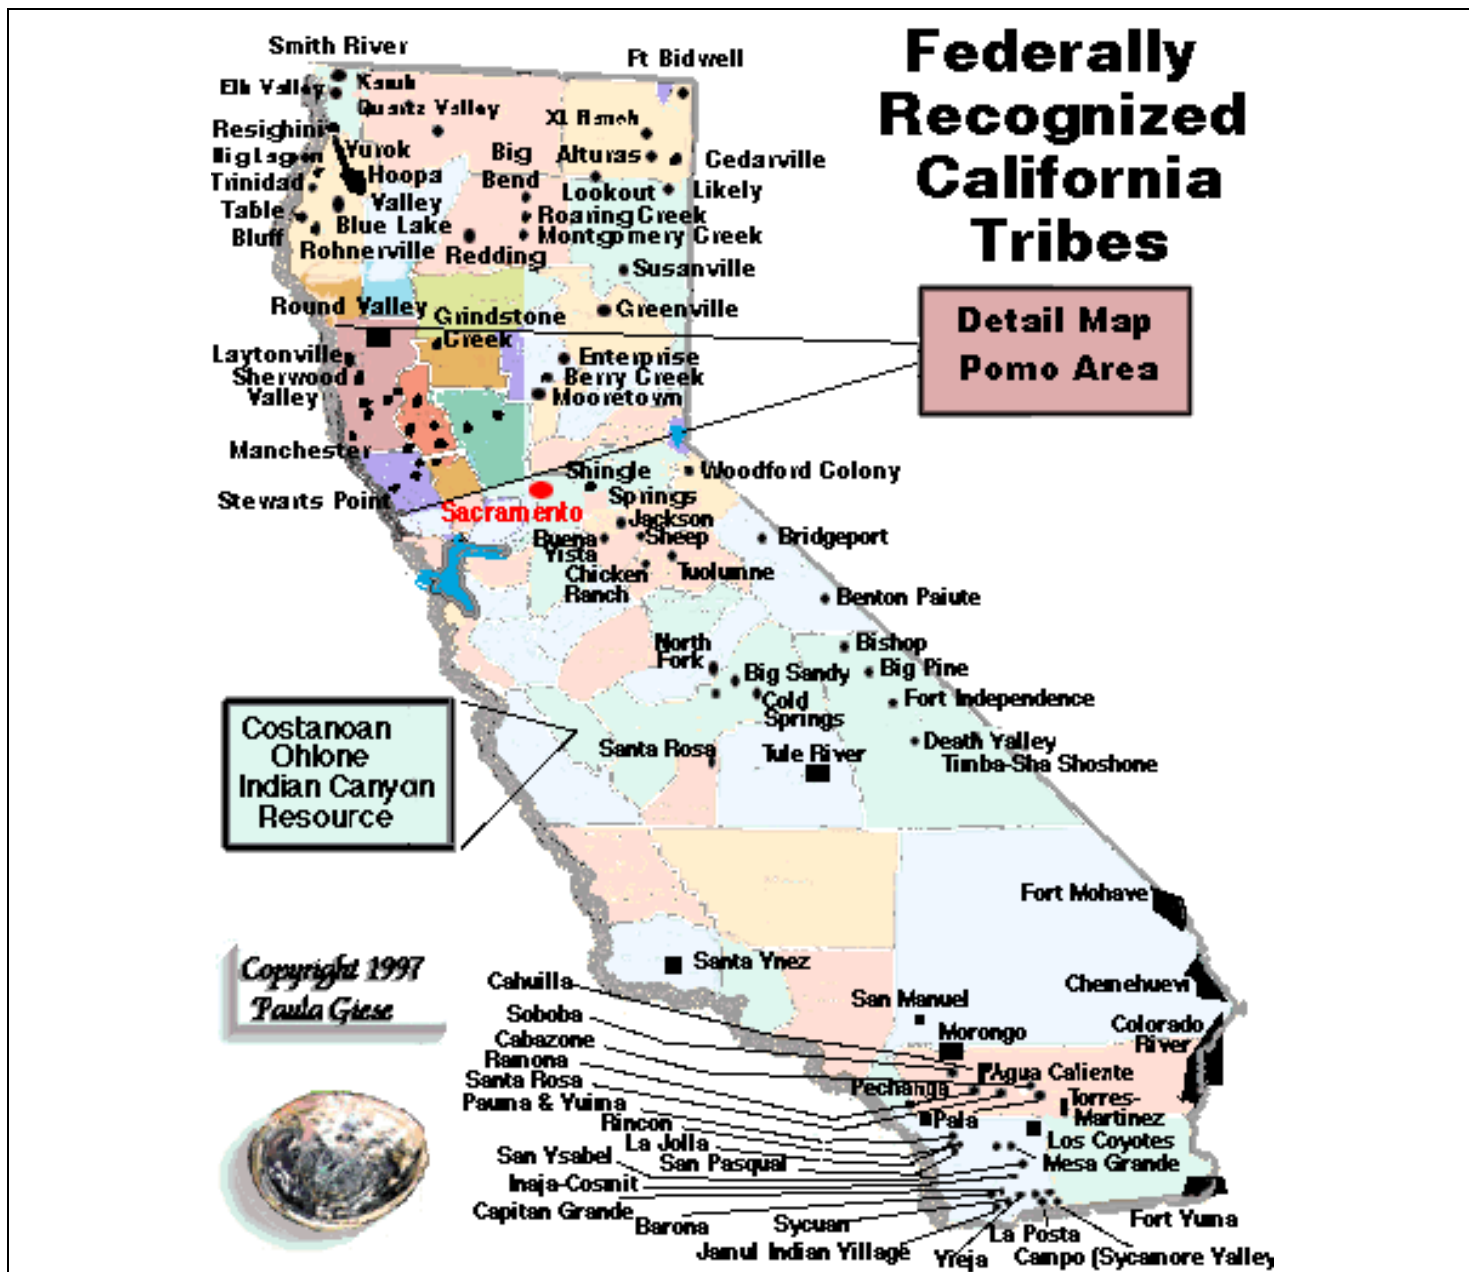 Federally
Recognized
California
Tribes
Smith River
Ft Bidwell
Elk Valley
Karuk
Quartz Valley
Xl Ranch
Resighini
Yurok
Big
Alturas
Cedarville
Big Lagoon
Hoopa
Bend
Lookout
Likely
Trinidad
Valley
Roaring Creek
Table
Blue Lake
Montgomery Creek
Bluff
Rohnerville
Redding
Susanville
Round Valley
Grindstone
Greenville
Creek
Detail Map
Pomo Area
Laytonville
Enterprise
Sherwood
Berry Creek
Valley
Mooretown
Manchester
Shingle
Woodford Colony
Stewarts Point
Springs
Sacramento
Jackson
Buena
Sheep
Bridgeport
Vista
Chicken
Tuolumne
Ranch
Benton Paiute
North
Bishop
Fork
Big Sandy
Big Pine
Cold
Fort Independence
Springs
Costanoan
Ohlone
Indian Canyon
Resource
Santa Rosa
Tule River
Death Valley
Timba-Sha Shoshone
Fort Mohave
Copyright 1997
Paula Giese
Santa Ynez
Cahuilla
San Manuel
Chemehuevi
Soboba
Colorado
Cabazone
Morongo
River
Ramona
Agua Caliente
Santa Rosa
Pechanga
Torres-
Pauma & Yuima
Pala
Martinez
Rincon
La Jolla
Los Coyotes
San Ysabel
San Pasqual
Mesa Grande
Inaja-Cosmit
Capitan Grande
Barona
Sycuan
Fort Yuma
Jamul Indian Village
La Posta
Vieja
Campo (Sycamore Valley